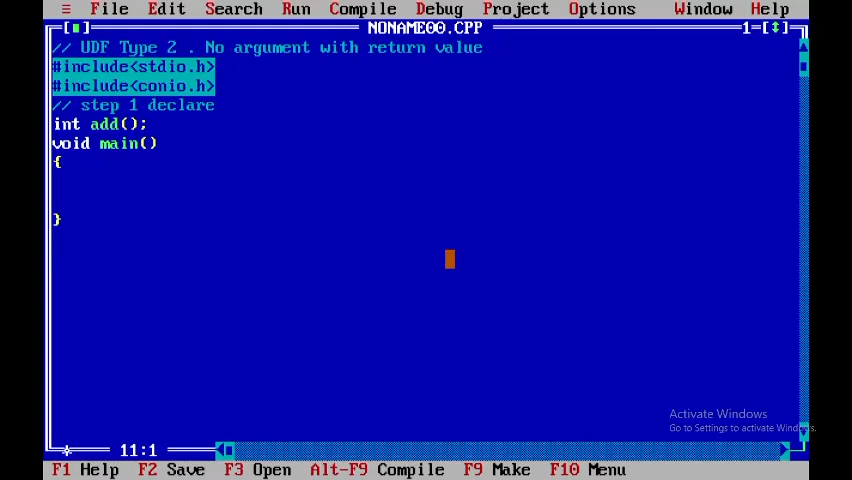 ≡ File Edit Search Run Compile Debug Project Options Window Help
[■] NONAME00.CPP 1=[↕]
// UDF Type 2 . No argument with return value
#include<stdio.h>
#include<conio.h>
// step 1 declare
int add();
void main()
{
}
Activate Windows
Go to Settings to activate Windows.
11:1
F1 Help F2 Save F3 Open Alt-F9 Compile F9 Make F10 Menu